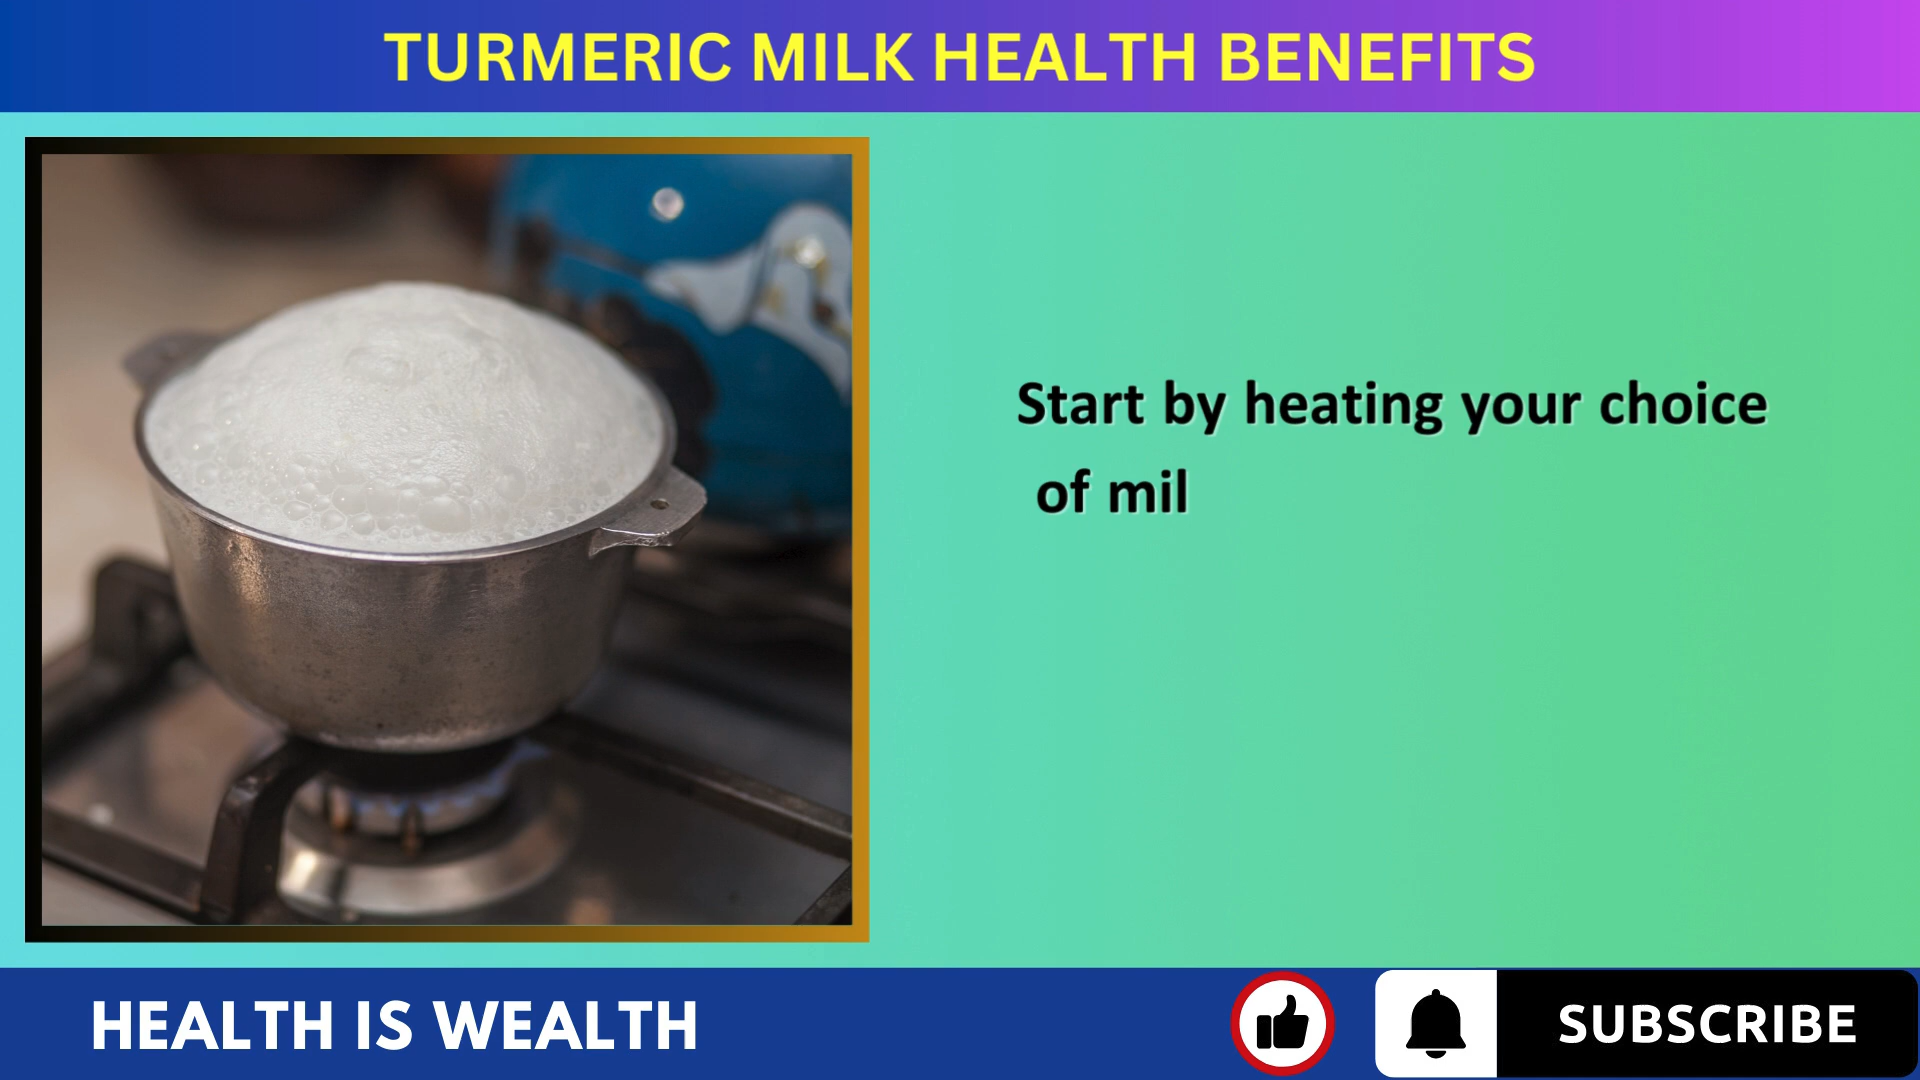 TURMERIC MILK HEALTH BENEFITS
Start by heating your choice
of mil
HEALTH IS WEALTH
SUBSCRIBE